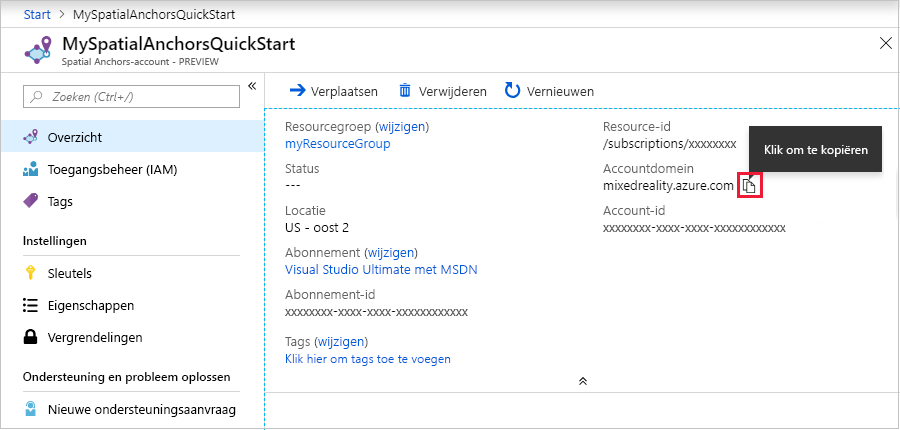 Start > MySpatialAnchorsQuickStart
MySpatialAnchorsQuickStart
Spatial Anchors-account - PREVIEW
Zoeken (Ctrl+/)
«
Overzicht
Toegangsbeheer (IAM)
Tags
Instellingen
Sleutels
Eigenschappen
Vergrendelingen
Ondersteuning en probleem oplossen
Nieuwe ondersteuningsaanvraag
Verplaatsen
Verwijderen
Vernieuwen
Resourcegroep (wijzigen)
myResourceGroup
Status
---
Locatie
US - oost 2
Abonnement (wijzigen)
Visual Studio Ultimate met MSDN
Abonnement-id
xxxxxxxx-xxxx-xxxx-xxxxxxxxxxxx
Tags (wijzigen)
Klik hier om tags toe te voegen
Resource-id
/subscriptions/xxxxxxxx
Accountdomein
mixedreality.azure.com
Account-id
xxxxxxxx-xxxx-xxxx-xxxxxxxxxxxx
Klik om te kopiëren